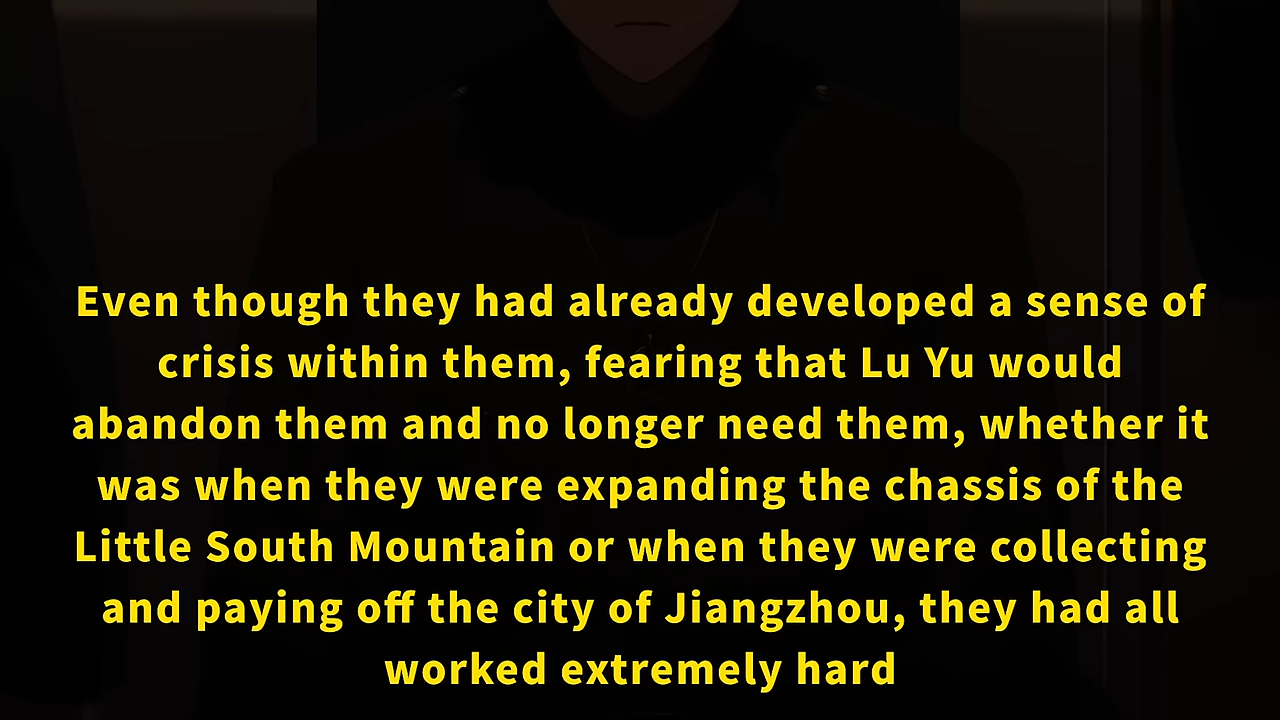 Even though they had already developed a sense of
crisis within them, fearing that Lu Yu would
abandon them and no longer need them, whether it
was when they were expanding the chassis of the
Little South Mountain or when they were collecting
and paying off the city of Jiangzhou, they had all
worked extremely hard